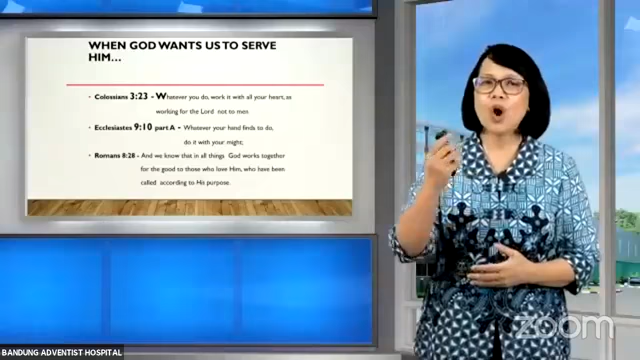 WHEN GOD WANTS US TO SERVE
HIM...
• Colossians 3:23 - Whatever you do, work it with all your heart, as
working for the Lord not to men
• Ecclesiastes 9:10 part A - Whatever your hand finds to do,
do it with your might;
• Romans 8:28 - And we know that in all things God works together
for the good to those who love Him, who have been
called according to His purpose.
zoom
BANDUNG ADVENTIST HOSPITAL